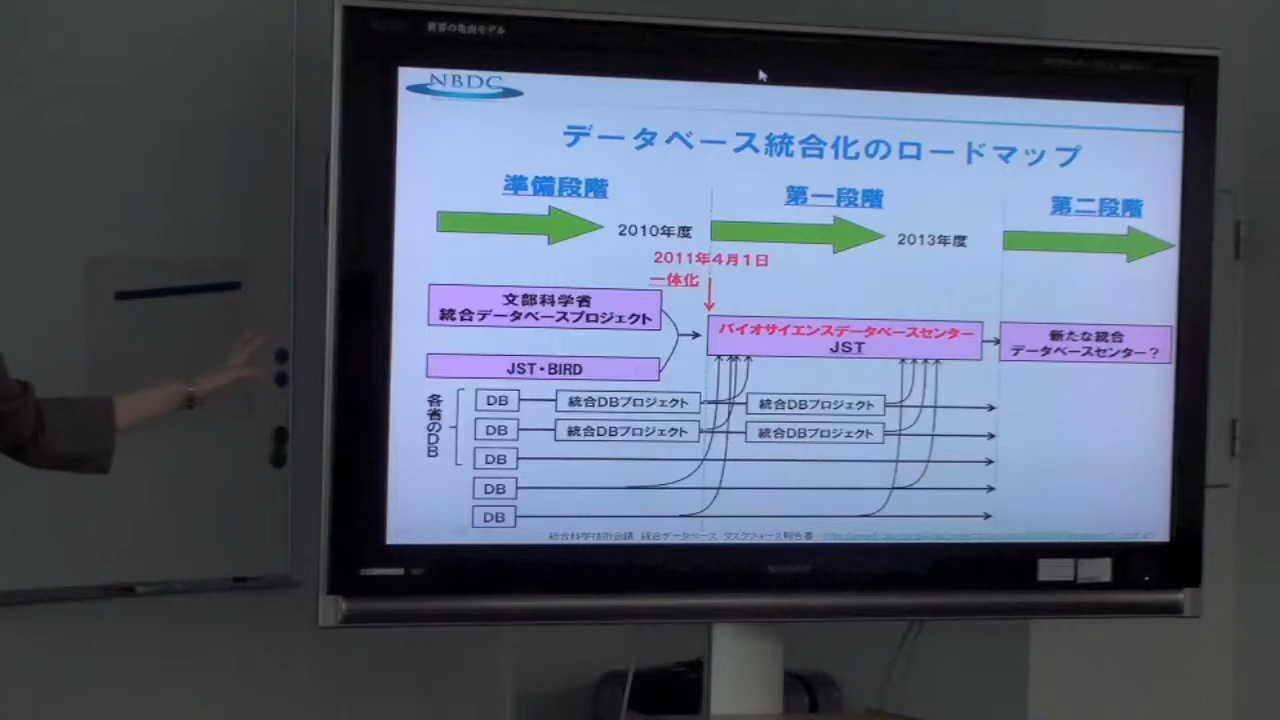 世界の亀山モデル
NBDC
データベース統合化のロードマップ
準備段階
第一段階
第二段階
2010年度
2013年度
2011年4月1日
一体化
文部科学省
統合データベースプロジェクト
バイオサイエンスデータベースセンター
JST
新たな統合
データベースセンター？
JST・BIRD
各省のDB
DB
統合DBプロジェクト
統合DBプロジェクト
DB
統合DBプロジェクト
統合DBプロジェクト
DB
DB
DB
総合科学技術会議 統合データベース タスクフォース報告書